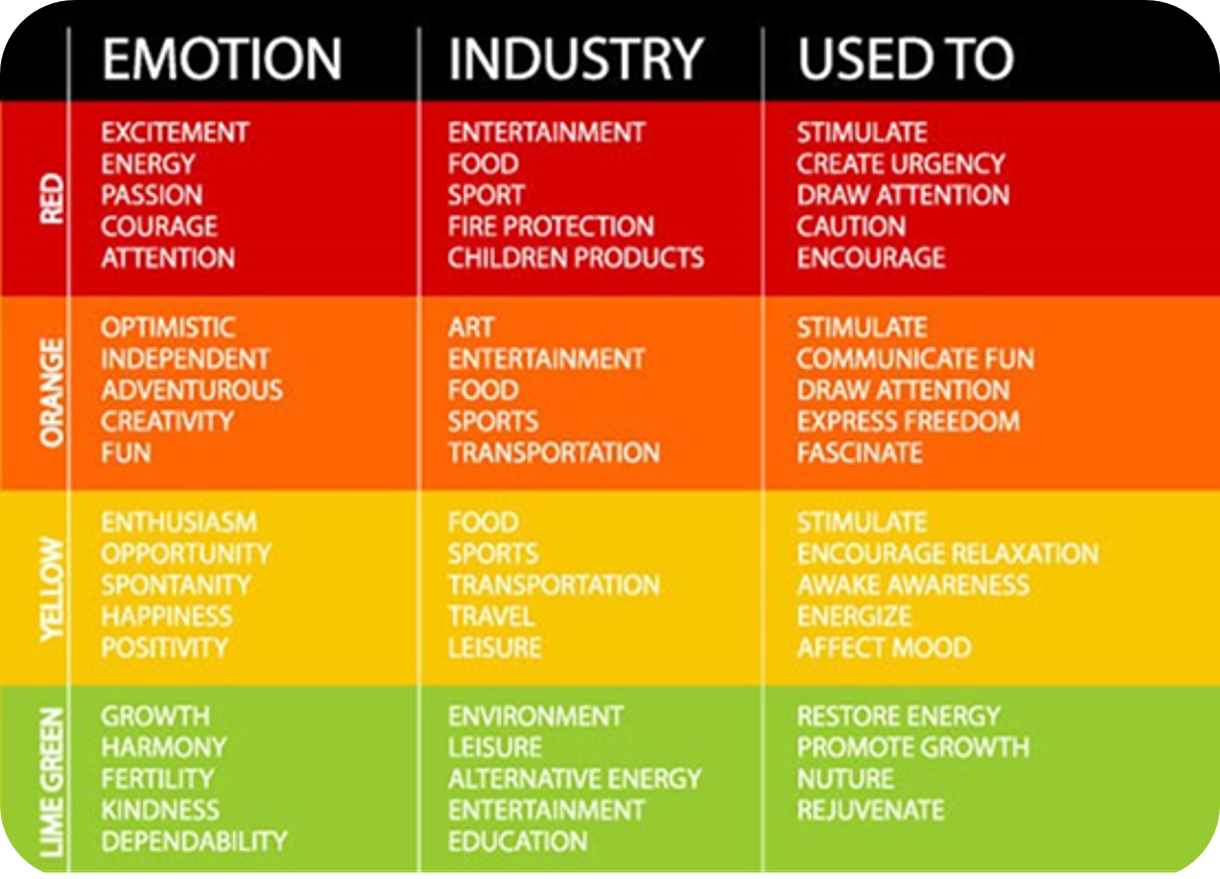 EMOTION INDUSTRY USED TO
RED
EXCITEMENT ENTERTAINMENT STIMULATE
ENERGY FOOD CREATE URGENCY
PASSION SPORT DRAW ATTENTION
COURAGE FIRE PROTECTION CAUTION
ATTENTION CHILDREN PRODUCTS ENCOURAGE
ORANGE
OPTIMISTIC ART STIMULATE
INDEPENDENT ENTERTAINMENT COMMUNICATE FUN
ADVENTUROUS FOOD DRAW ATTENTION
CREATIVITY SPORTS EXPRESS FREEDOM
FUN TRANSPORTATION FASCINATE
YELLOW
ENTHUSIASM FOOD STIMULATE
OPPORTUNITY SPORTS ENCOURAGE RELAXATION
SPONTANITY TRANSPORTATION AWAKE AWARENESS
HAPPINESS TRAVEL ENERGIZE
POSITIVITY LEISURE AFFECT MOOD
LIME GREEN
GROWTH ENVIRONMENT RESTORE ENERGY
HARMONY LEISURE PROMOTE GROWTH
FERTILITY ALTERNATIVE ENERGY NUTURE
KINDNESS ENTERTAINMENT REJUVENATE
DEPENDABILITY EDUCATION